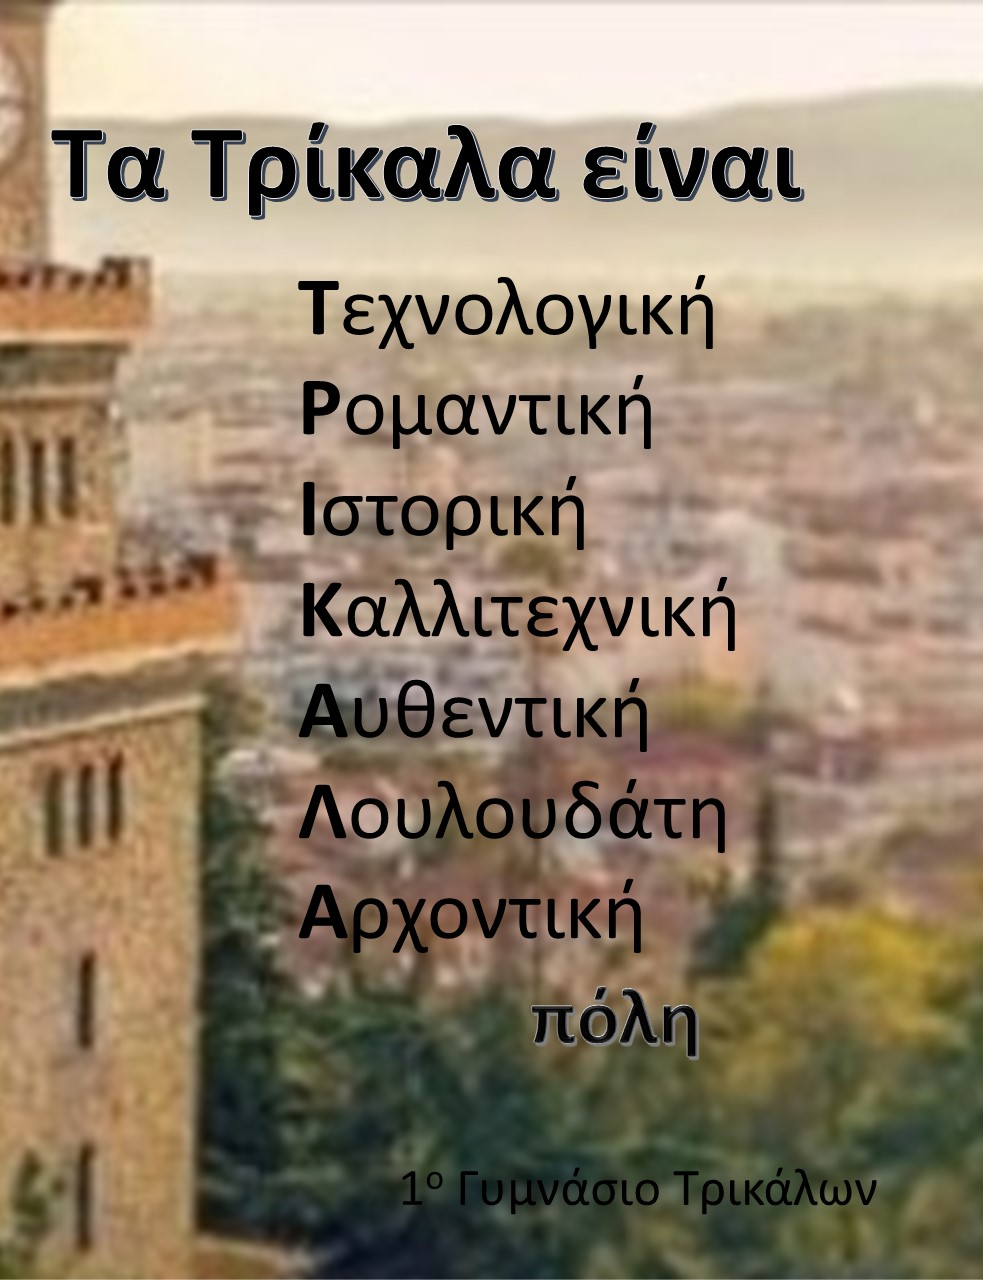 Τα Τρίκαλα είναι
Τεχνολογική
Ρομαντική
Ιστορική
Καλλιτεχνική
Αυθεντική
Λουλουδάτη
Αρχοντική
πόλη
1ο Γυμνάσιο Τρικάλων